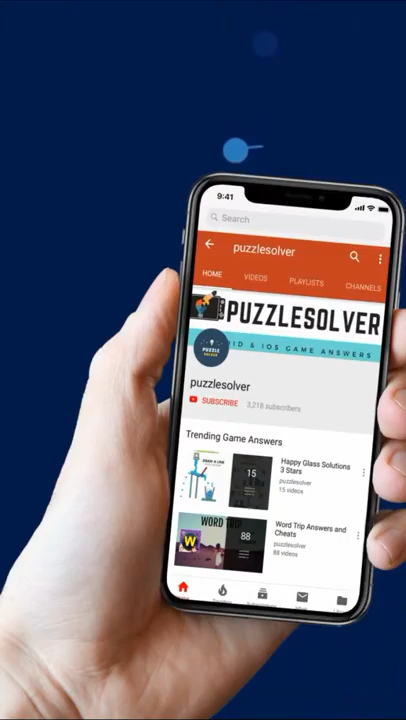 9:41
Search
puzzlesolver
HOME VIDEOS PLAYLISTS CHANNELS
PUZZLESOLVER
ID & IOS GAME ANSWERS
PUZZLE
SOLVER
puzzlesolver
SUBSCRIBE 3,218 subscribers
Trending Game Answers
Happy Glass Solutions
3 Stars
puzzlesolver
15 videos
15
WORD TRIP
W
88
Word Trip Answers and
Cheats
puzzlesolver
88 videos